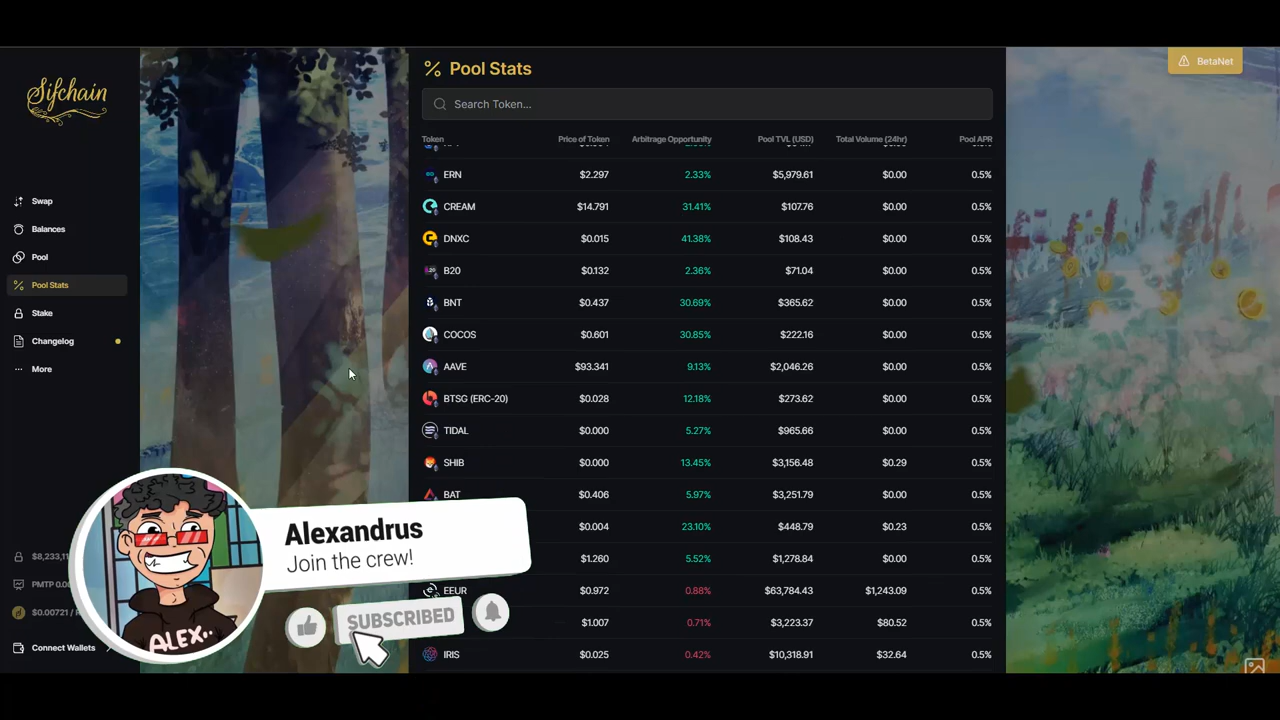 Sifchain
Swap
Balances
Pool
Pool Stats
Stake
Changelog
More
$8,233,11
PMTP 0.00
$0.00721 / R
Connect Wallets
Pool Stats
BetaNet
Search Token...
Token Price of Token Arbitrage Opportunity Pool TVL (USD) Total Volume (24hr) Pool APR
ERN $2.297 2.33% $5,979.61 $0.00 0.5%
CREAM $14.791 31.41% $107.76 $0.00 0.5%
DNXC $0.015 41.38% $108.43 $0.00 0.5%
B20 $0.132 2.36% $71.04 $0.00 0.5%
BNT $0.437 30.69% $365.62 $0.00 0.5%
COCOS $0.601 30.85% $222.16 $0.00 0.5%
AAVE $93.341 9.13% $2,046.26 $0.00 0.5%
BTSG (ERC-20) $0.028 12.18% $273.62 $0.00 0.5%
TIDAL $0.000 5.27% $965.66 $0.00 0.5%
SHIB $0.000 13.45% $3,156.48 $0.29 0.5%
BAT $0.406 5.97% $3,251.79 $0.00 0.5%
$0.004 23.10% $448.79 $0.23 0.5%
$1.260 5.52% $1,278.84 $0.00 0.5%
EEUR $0.972 0.88% $63,784.43 $1,243.09 0.5%
$1.007 0.71% $3,223.37 $80.52 0.5%
IRIS $0.025 0.42% $10,318.91 $32.64 0.5%
Alexandrus
Join the crew!
SUBSCRIBED
ALEX..